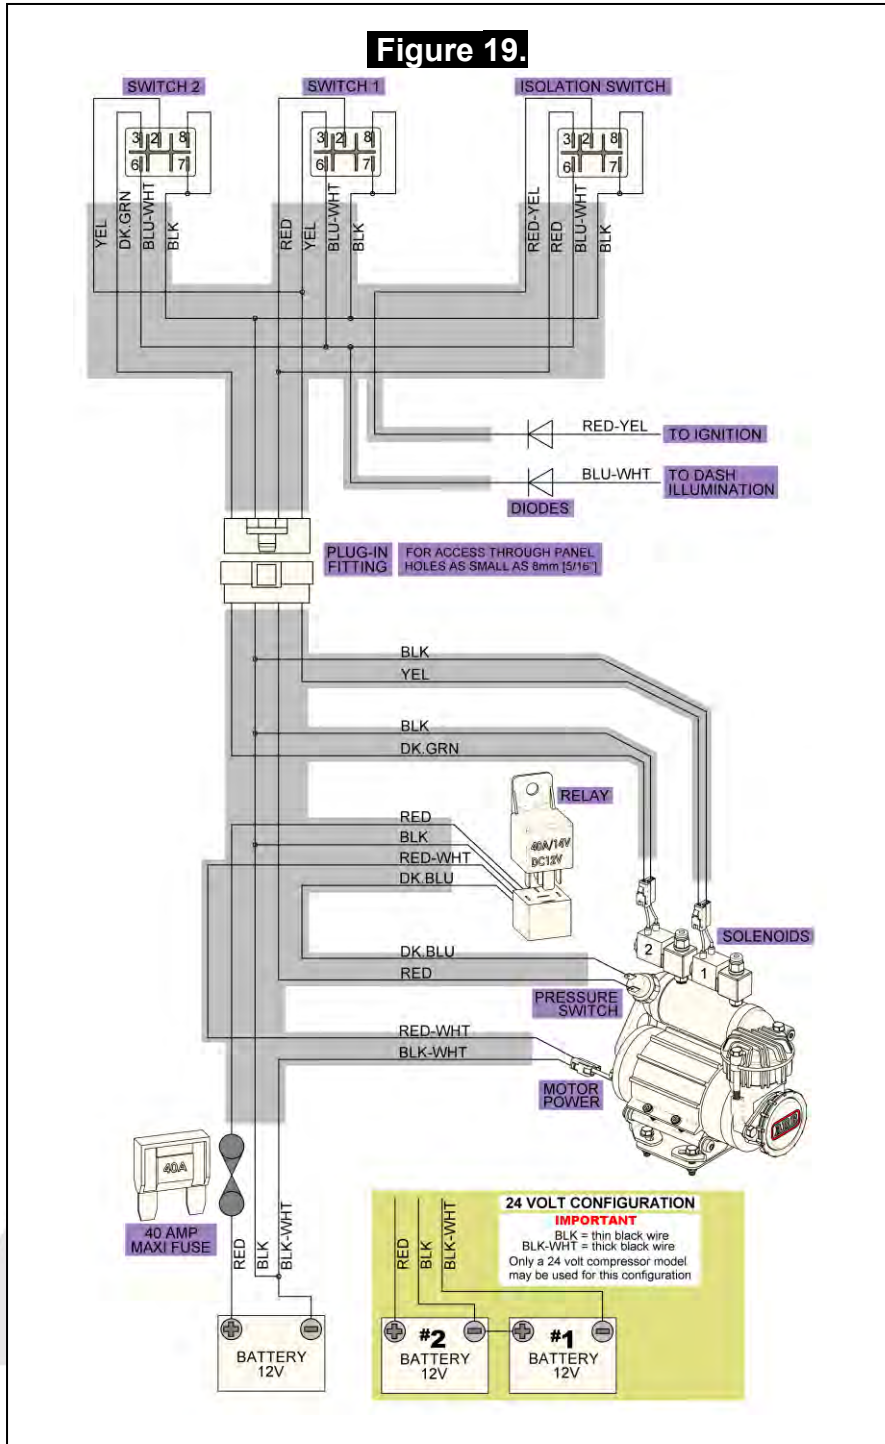 Figure 19.
SWITCH 2
SWITCH 1
ISOLATION SWITCH
3 2 8
6 7
3 2 8
6 7
3 2 8
6 7
YEL
DK.GRN
BLU-WHT
BLK
RED
YEL
BLU-WHT
BLK
RED-YEL
RED
BLU-WHT
BLK
RED-YEL
TO IGNITION
BLU-WHT
TO DASH
ILLUMINATION
DIODES
PLUG-IN
FITTING
FOR ACCESS THROUGH PANEL
HOLES AS SMALL AS 8mm [5/16"]
BLK
YEL
BLK
DK.GRN
RELAY
40A/14V
DC12V
RED
BLK
RED-WHT
DK.BLU
2
1
SOLENOIDS
DK.BLU
RED
PRESSURE
SWITCH
RED-WHT
BLK-WHT
MOTOR
POWER
ARB
40A
40 AMP
MAXI FUSE
RED
BLK
BLK-WHT
+ -
BATTERY
12V
24 VOLT CONFIGURATION
IMPORTANT
BLK = thin black wire
BLK-WHT = thick black wire
Only a 24 volt compressor model
may be used for this configuration
RED
BLK
BLK-WHT
+ #2 -
BATTERY
12V
+ #1 -
BATTERY
12V